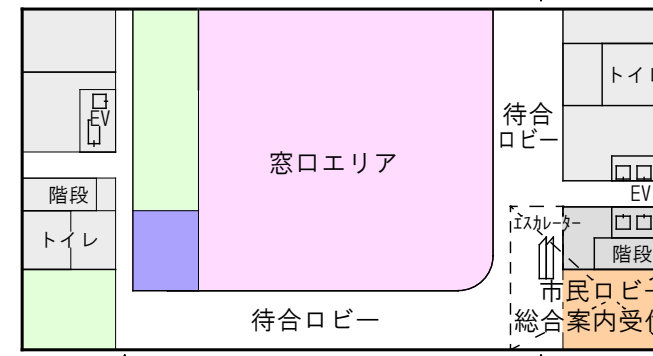 トイレ
EV
待合
ロビー
窓口エリア
EV
階段
エスカレーター
トイレ
階段
市民ロビー
待合ロビー
総合案内受付